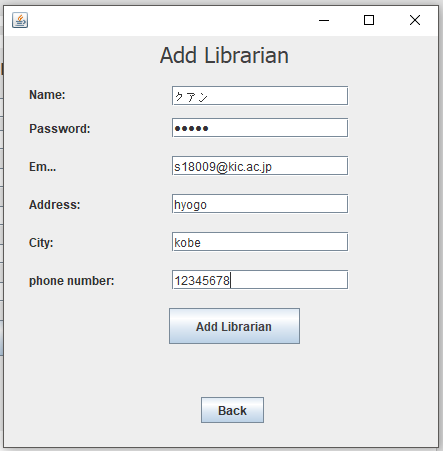 Add Librarian
Name: クアン
Password: ●●●●●
Em... s18009@kic.ac.jp
Address: hyogo
City: kobe
phone number: 12345678
Add Librarian
Back